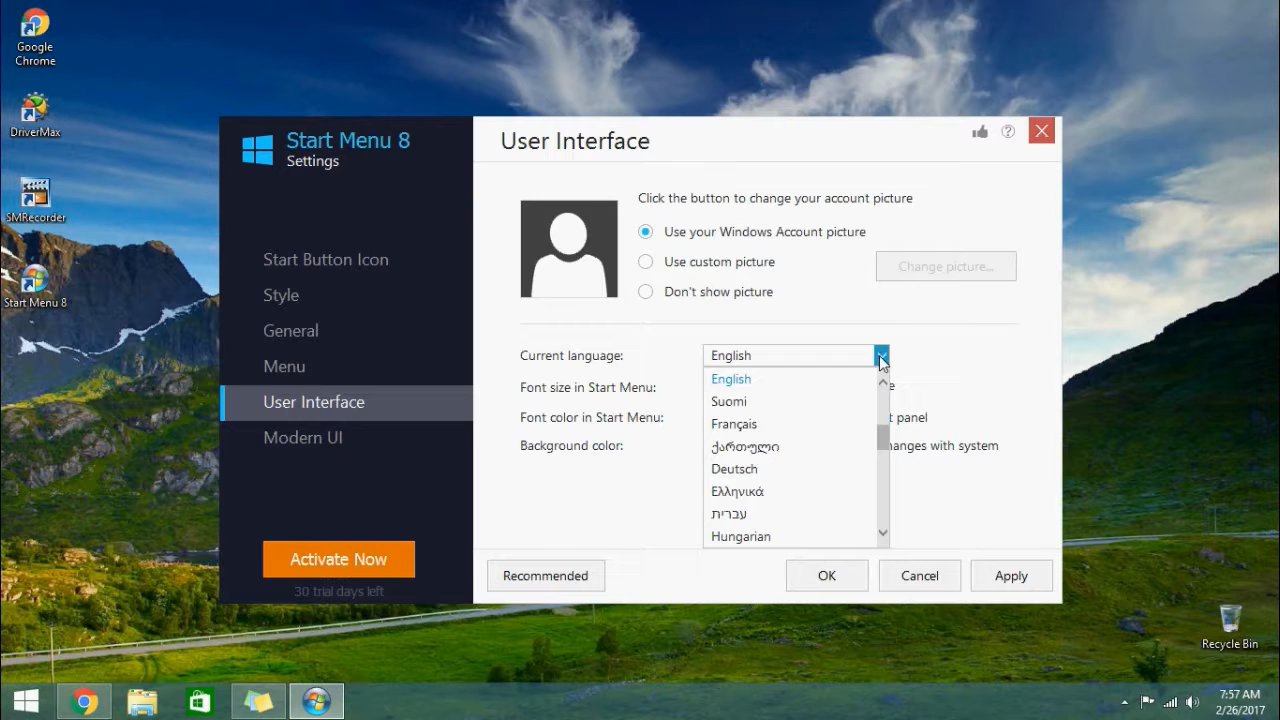 Google
Chrome
DriverMax
SMRecorder
Start Menu 8
Start Menu 8
Settings
Start Button Icon
Style
General
Menu
User Interface
Modern UI
Activate Now
30 trial days left
User Interface
Click the button to change your account picture
Use your Windows Account picture
Use custom picture
Change picture...
Don't show picture
Current language:
English
Font size in Start Menu:
e
Font color in Start Menu:
t panel
Background color:
hanges with system
English
Suomi
Français
ქართული
Deutsch
Ελληνικά
עברית
Hungarian
Recommended
OK
Cancel
Apply
Recycle Bin
7:57 AM
2/26/2017